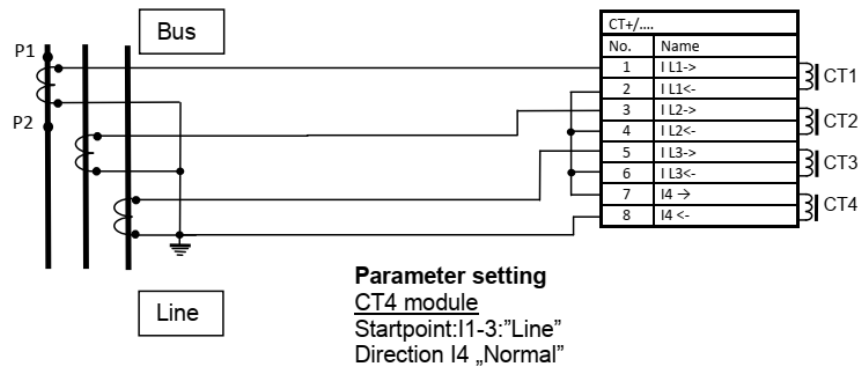 Bus
P1
P2
CT+/....
No. Name
1 I L1->
2 I L1<-
3 I L2->
4 I L2<-
5 I L3->
6 I L3<-
7 I4 →
8 I4 <-
CT1
CT2
CT3
CT4
Line
Parameter setting
CT4 module
Startpoint:I1-3:”Line”
Direction I4 „Normal”